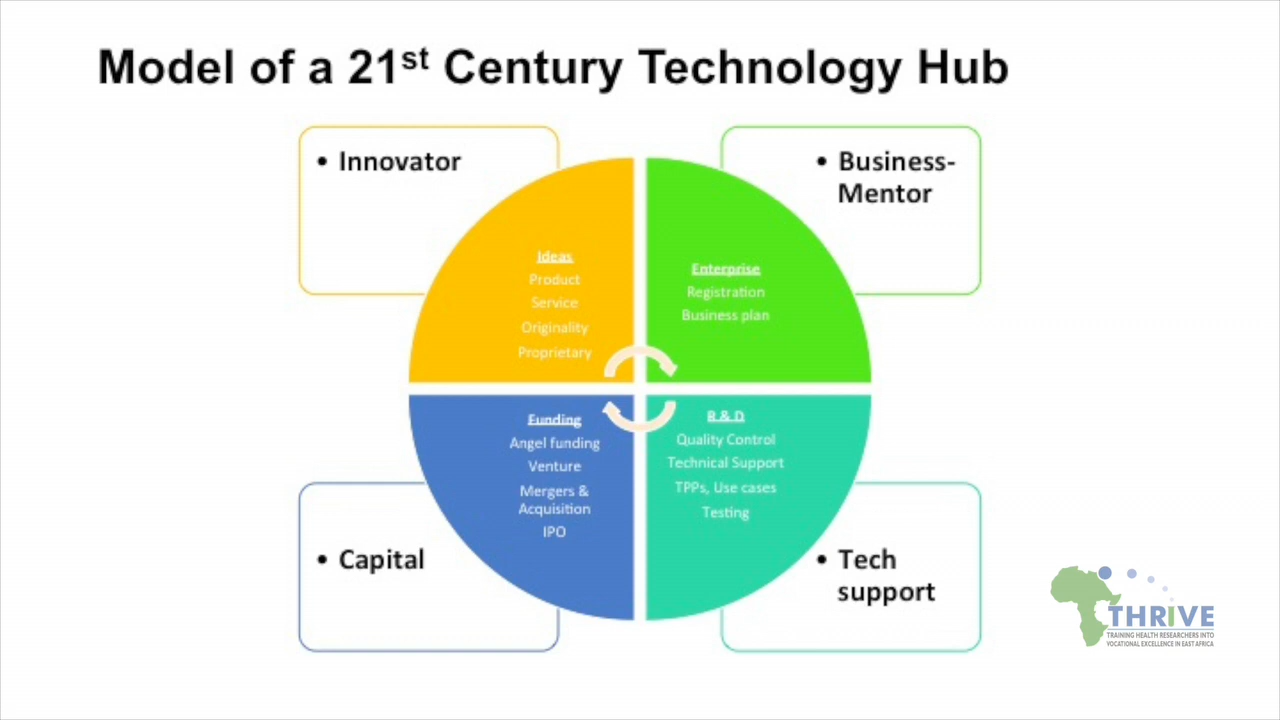 Model of a 21st Century Technology Hub
• Innovator
• Business-
Mentor
Ideas
Product
Service
Originality
Proprietary
Enterprise
Registration
Business plan
Funding
Angel funding
Venture
Mergers &
Acquisition
IPO
R & D
Quality Control
Technical Support
TPPs, Use cases
Testing
• Capital
• Tech
support
THRIVE
TRAINING HEALTH RESEARCHERS INTO
VOCATIONAL EXCELLENCE IN EAST AFRICA